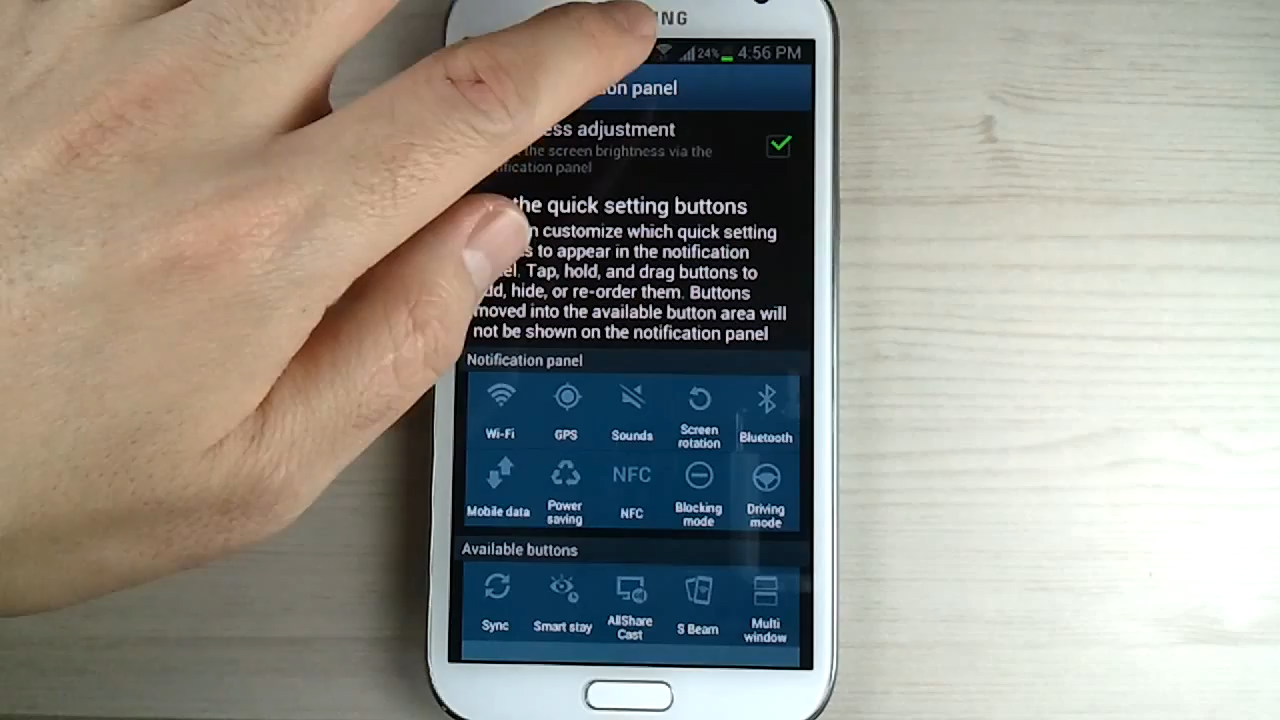 NG
24% 4:56 PM
on panel
ess adjustment
the screen brightness via the
ification panel
the quick setting buttons
n customize which quick setting
s to appear in the notification
el. Tap, hold, and drag buttons to
dd, hide, or re-order them. Buttons
moved into the available button area will
not be shown on the notification panel
Notification panel
Wi-Fi GPS Sounds Screen rotation Bluetooth
NFC
Mobile data Power saving NFC Blocking mode Driving mode
Available buttons
Sync Smart stay AllShare Cast S Beam Multi window